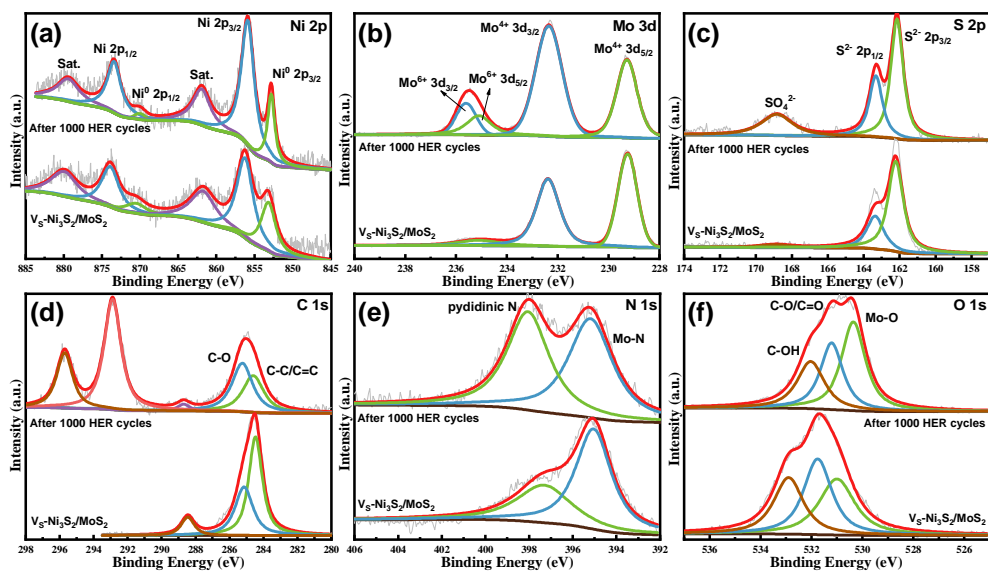 (a)
Ni 2p
Ni 2p3/2
Ni 2p1/2
Sat.
Sat.
Ni⁰ 2p3/2
Ni⁰ 2p1/2
After 1000 HER cycles
VS-Ni3S2/MoS2
Intensity (a.u.)
885 880 875 870 865 860 855 850 845
Binding Energy (eV)
(b)
Mo 3d
Mo⁴⁺ 3d3/2
Mo⁴⁺ 3d5/2
Mo⁶⁺ 3d5/2
Mo⁶⁺ 3d3/2
After 1000 HER cycles
VS-Ni3S2/MoS2
Intensity (a.u.)
240 238 236 234 232 230 228
Binding Energy (eV)
(c)
S 2p
S²⁻ 2p3/2
S²⁻ 2p1/2
SO4²⁻
After 1000 HER cycles
VS-Ni3S2/MoS2
Intensity (a.u.)
174 172 170 168 166 164 162 160 158
Binding Energy (eV)
(d)
C 1s
C-O
C-C/C=C
After 1000 HER cycles
VS-Ni3S2/MoS2
Intensity (a.u.)
298 296 294 292 290 288 286 284 282 280
Binding Energy (eV)
(e)
N 1s
pydidinic N
Mo-N
After 1000 HER cycles
VS-Ni3S2/MoS2
Intensity (a.u.)
406 404 402 400 398 396 394 392
Binding Energy (eV)
(f)
O 1s
C-O/C=O
Mo-O
C-OH
After 1000 HER cycles
VS-Ni3S2/MoS2
Intensity (a.u.)
536 534 532 530 528 526
Binding Energy (eV)